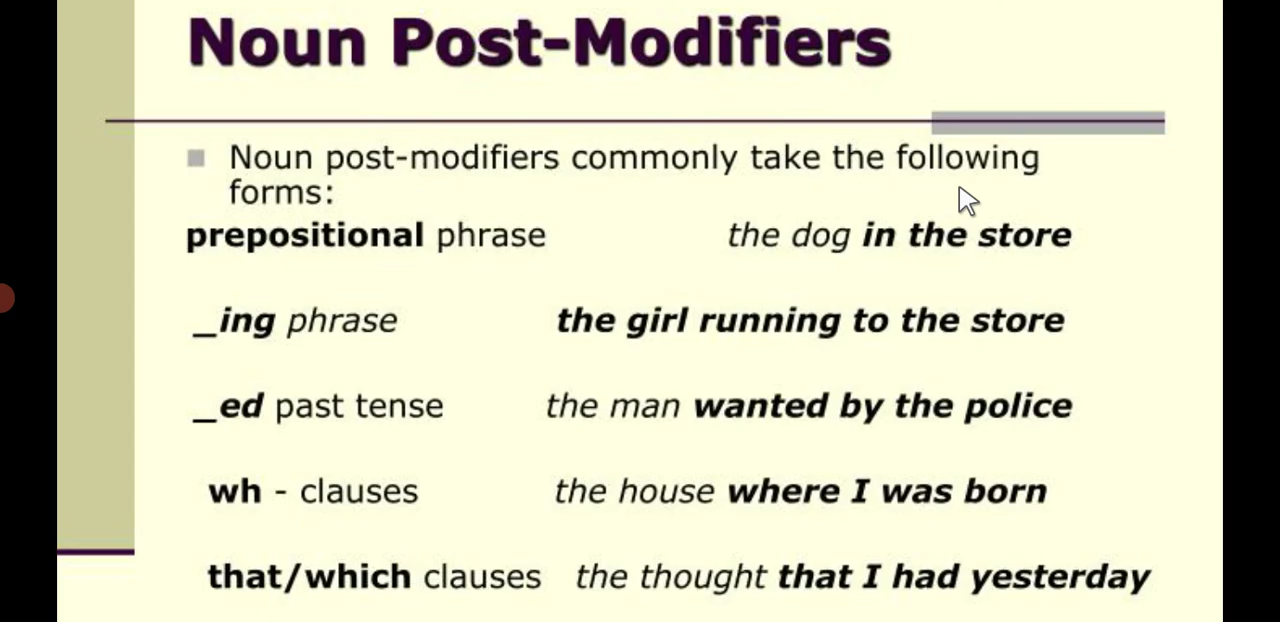 Noun Post-Modifiers
Noun post-modifiers commonly take the following
forms:
prepositional phrase the dog in the store
_ing phrase the girl running to the store
_ed past tense the man wanted by the police
wh - clauses the house where I was born
that/which clauses the thought that I had yesterday